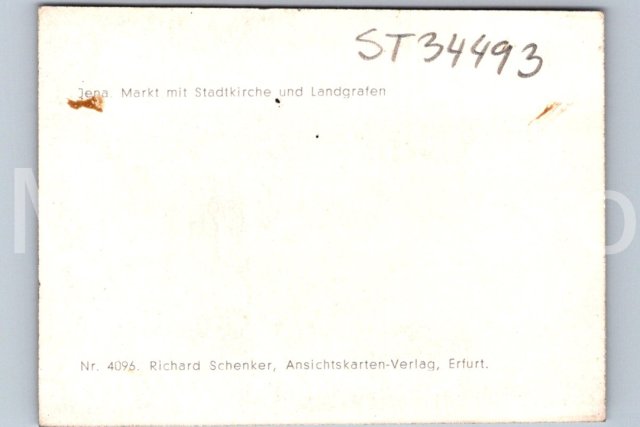 ST34493
Jena. Markt mit Stadtkirche und Landgrafen
Nr. 4096. Richard Schenker, Ansichtskarten-Verlag, Erfurt.